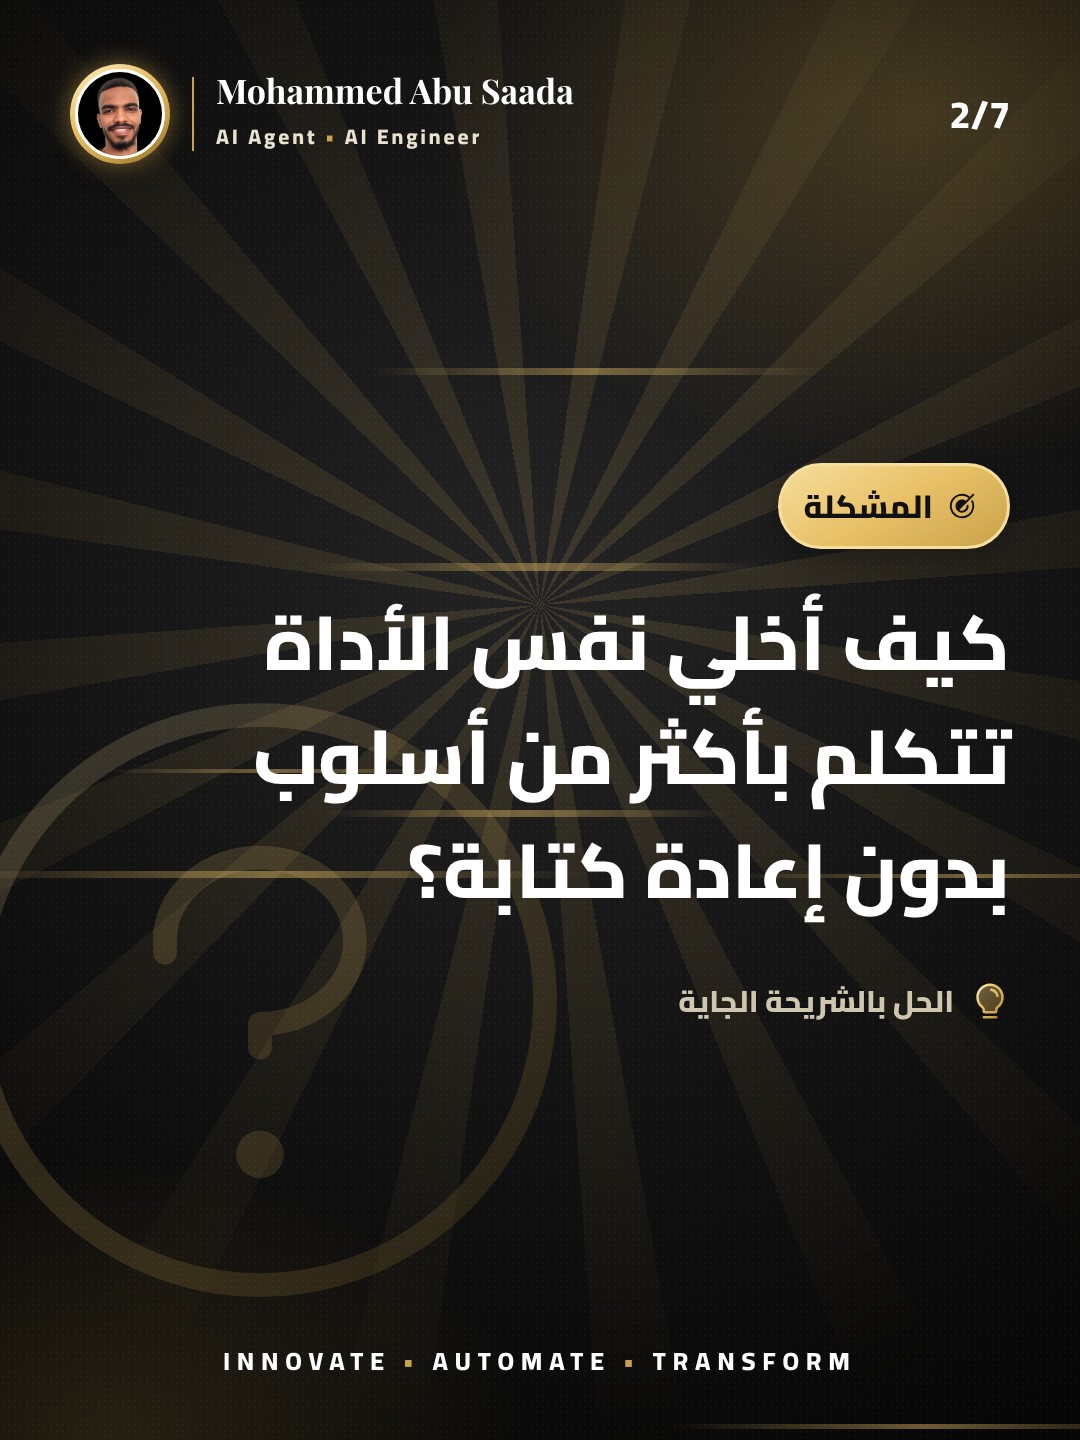 Mohammed Abu Saada
AI Agent ▪ AI Engineer
2/7
المشكلة
كيف أخلي نفس الأداة
تتكلم بأكثر من أسلوب
بدون إعادة كتابة؟
الحل بالشريحة الجاية
INNOVATE ▪ AUTOMATE ▪ TRANSFORM